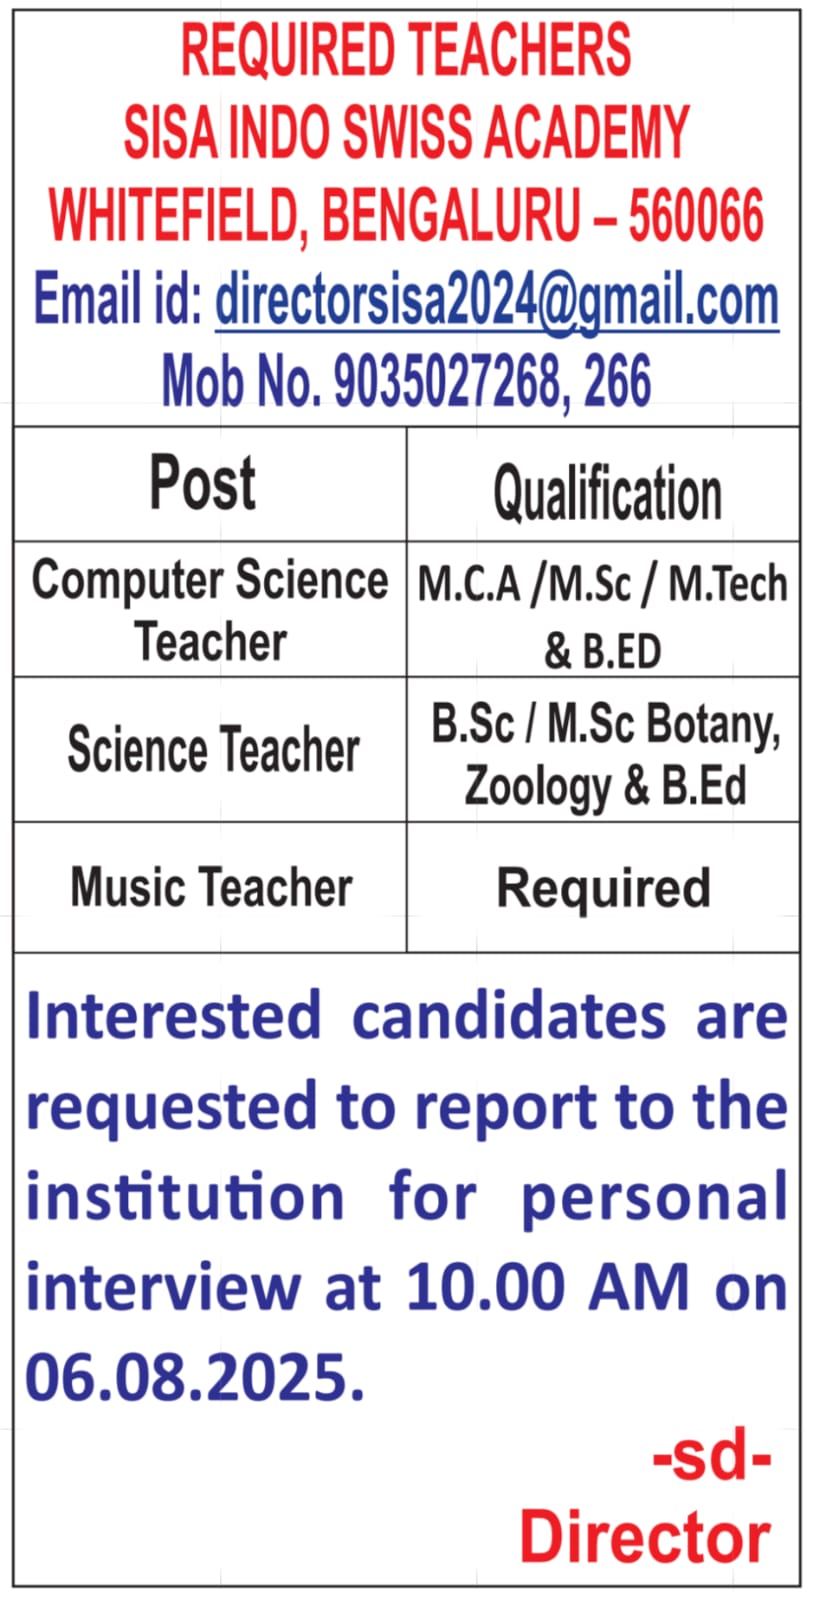 REQUIRED TEACHERS
SISA INDO SWISS ACADEMY
WHITEFIELD, BENGALURU – 560066
Email id: directorsisa2024@gmail.com
Mob No. 9035027268, 266
Post
Qualification
Computer Science
Teacher
M.C.A /M.Sc / M.Tech
& B.ED
Science Teacher
B.Sc / M.Sc Botany,
Zoology & B.Ed
Music Teacher
Required
Interested candidates are
requested to report to the
institution for personal
interview at 10.00 AM on
06.08.2025.
-sd-
Director